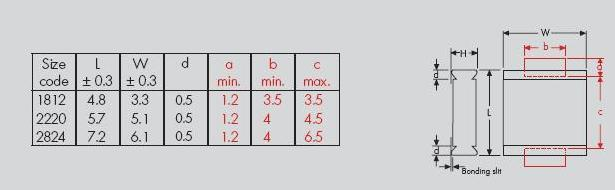 Size L W d a b c
code ± 0.3 ± 0.3 min. min. max.
1812 4.8 3.3 0.5 1.2 3.5 3.5
2220 5.7 5.1 0.5 1.2 4 4.5
2824 7.2 6.1 0.5 1.2 4 6.5
W
H b
d a
L c
d
Bonding slit